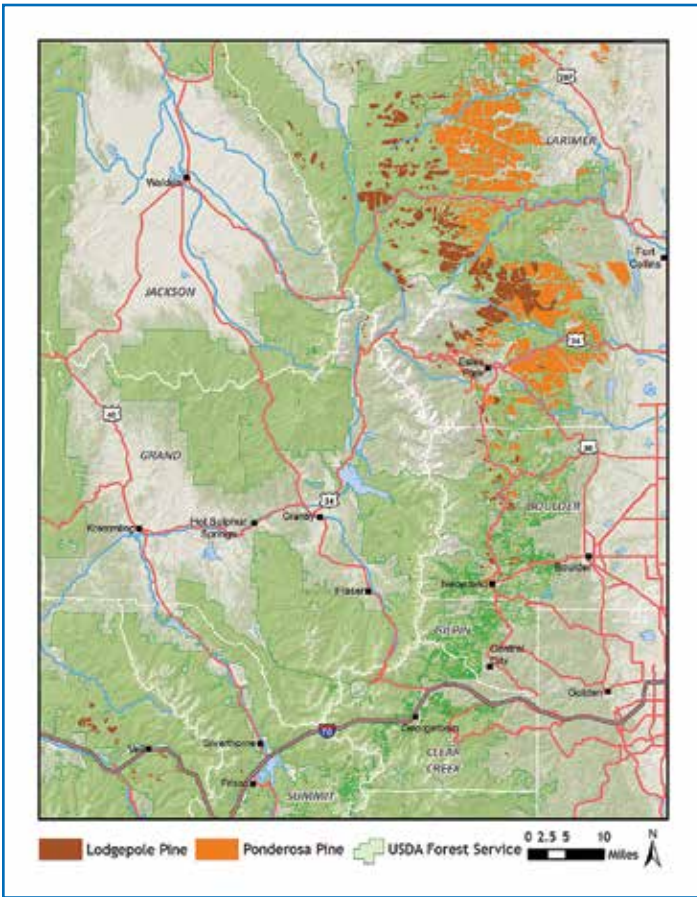 287
LARIMER
Walden
Fort
Collins
JACKSON
34
Estes
Park
40
GRAND
36
34
BOULDER
Kremmling
Hot Sulphur
Springs
Granby
Boulder
Nederland
Fraser
GILPIN
Central
City
Golden
Georgetown
70
Vail
Silverthorne
CLEAR
CREEK
Frisco
SUMMIT
Lodgepole Pine
Ponderosa Pine
USDA Forest Service
0 2.5 5 10
Miles
N